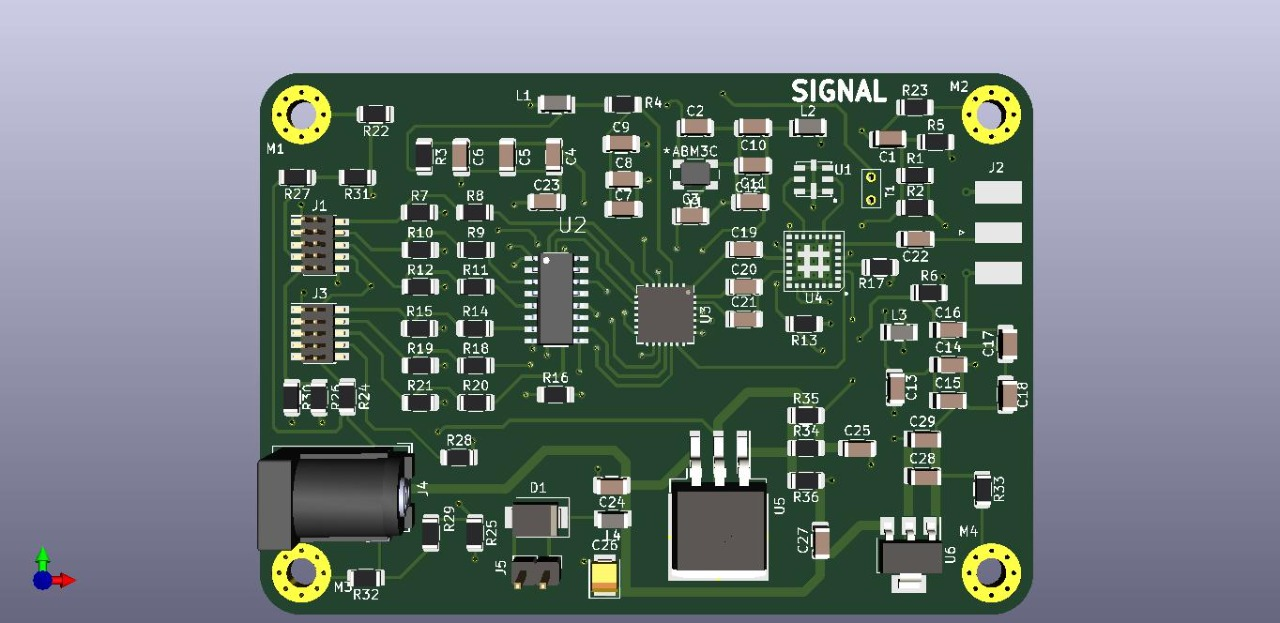 SIGNAL
M2
R23
L1
R4
C2
L2
R22
M1
C9
C10
C1
R5
R3
C6
C5
C4
*ABM3C
C8
C11
U1
R1
J2
R27
R31
C23
C7
T1
R2
J1
R7
R8
U2
R10
R9
C19
C22
R12
R11
C20
R17
U4
R6
J3
R15
R14
C21
U3
R13
L3
C16
C17
R19
R18
C14
R21
R20
R16
C13
C15
C18
R30
R26
R24
R35
R28
R34
C25
C29
C28
J4
D1
C24
R36
U5
R33
R29
R25
L4
C26
C27
M4
U6
J5
M3
R32